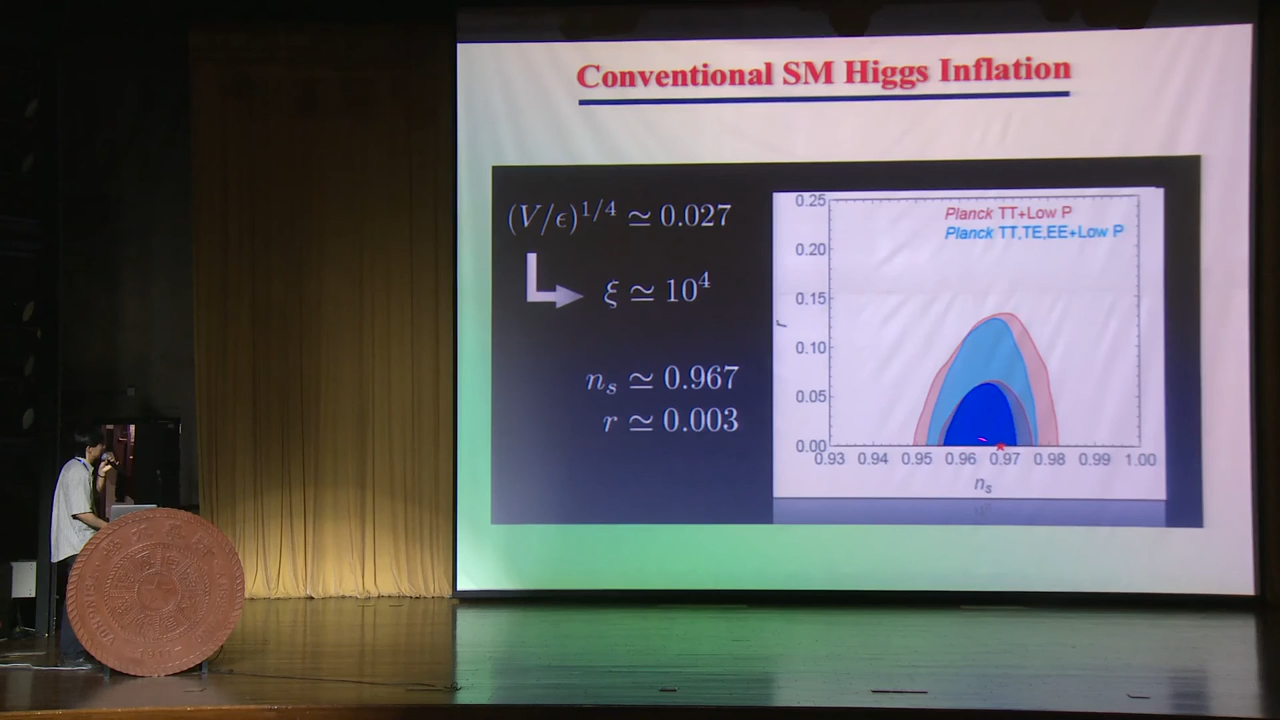 Conventional SM Higgs Inflation
(V/ϵ)^{1/4} ≃ 0.027
ξ ≃ 10^4
n_s ≃ 0.967
r ≃ 0.003
Planck TT+Low P
Planck TT,TE,EE+Low P
0.25
0.20
0.15
0.10
0.05
0.00
r
0.93 0.94 0.95 0.96 0.97 0.98 0.99 1.00
n_s
1911